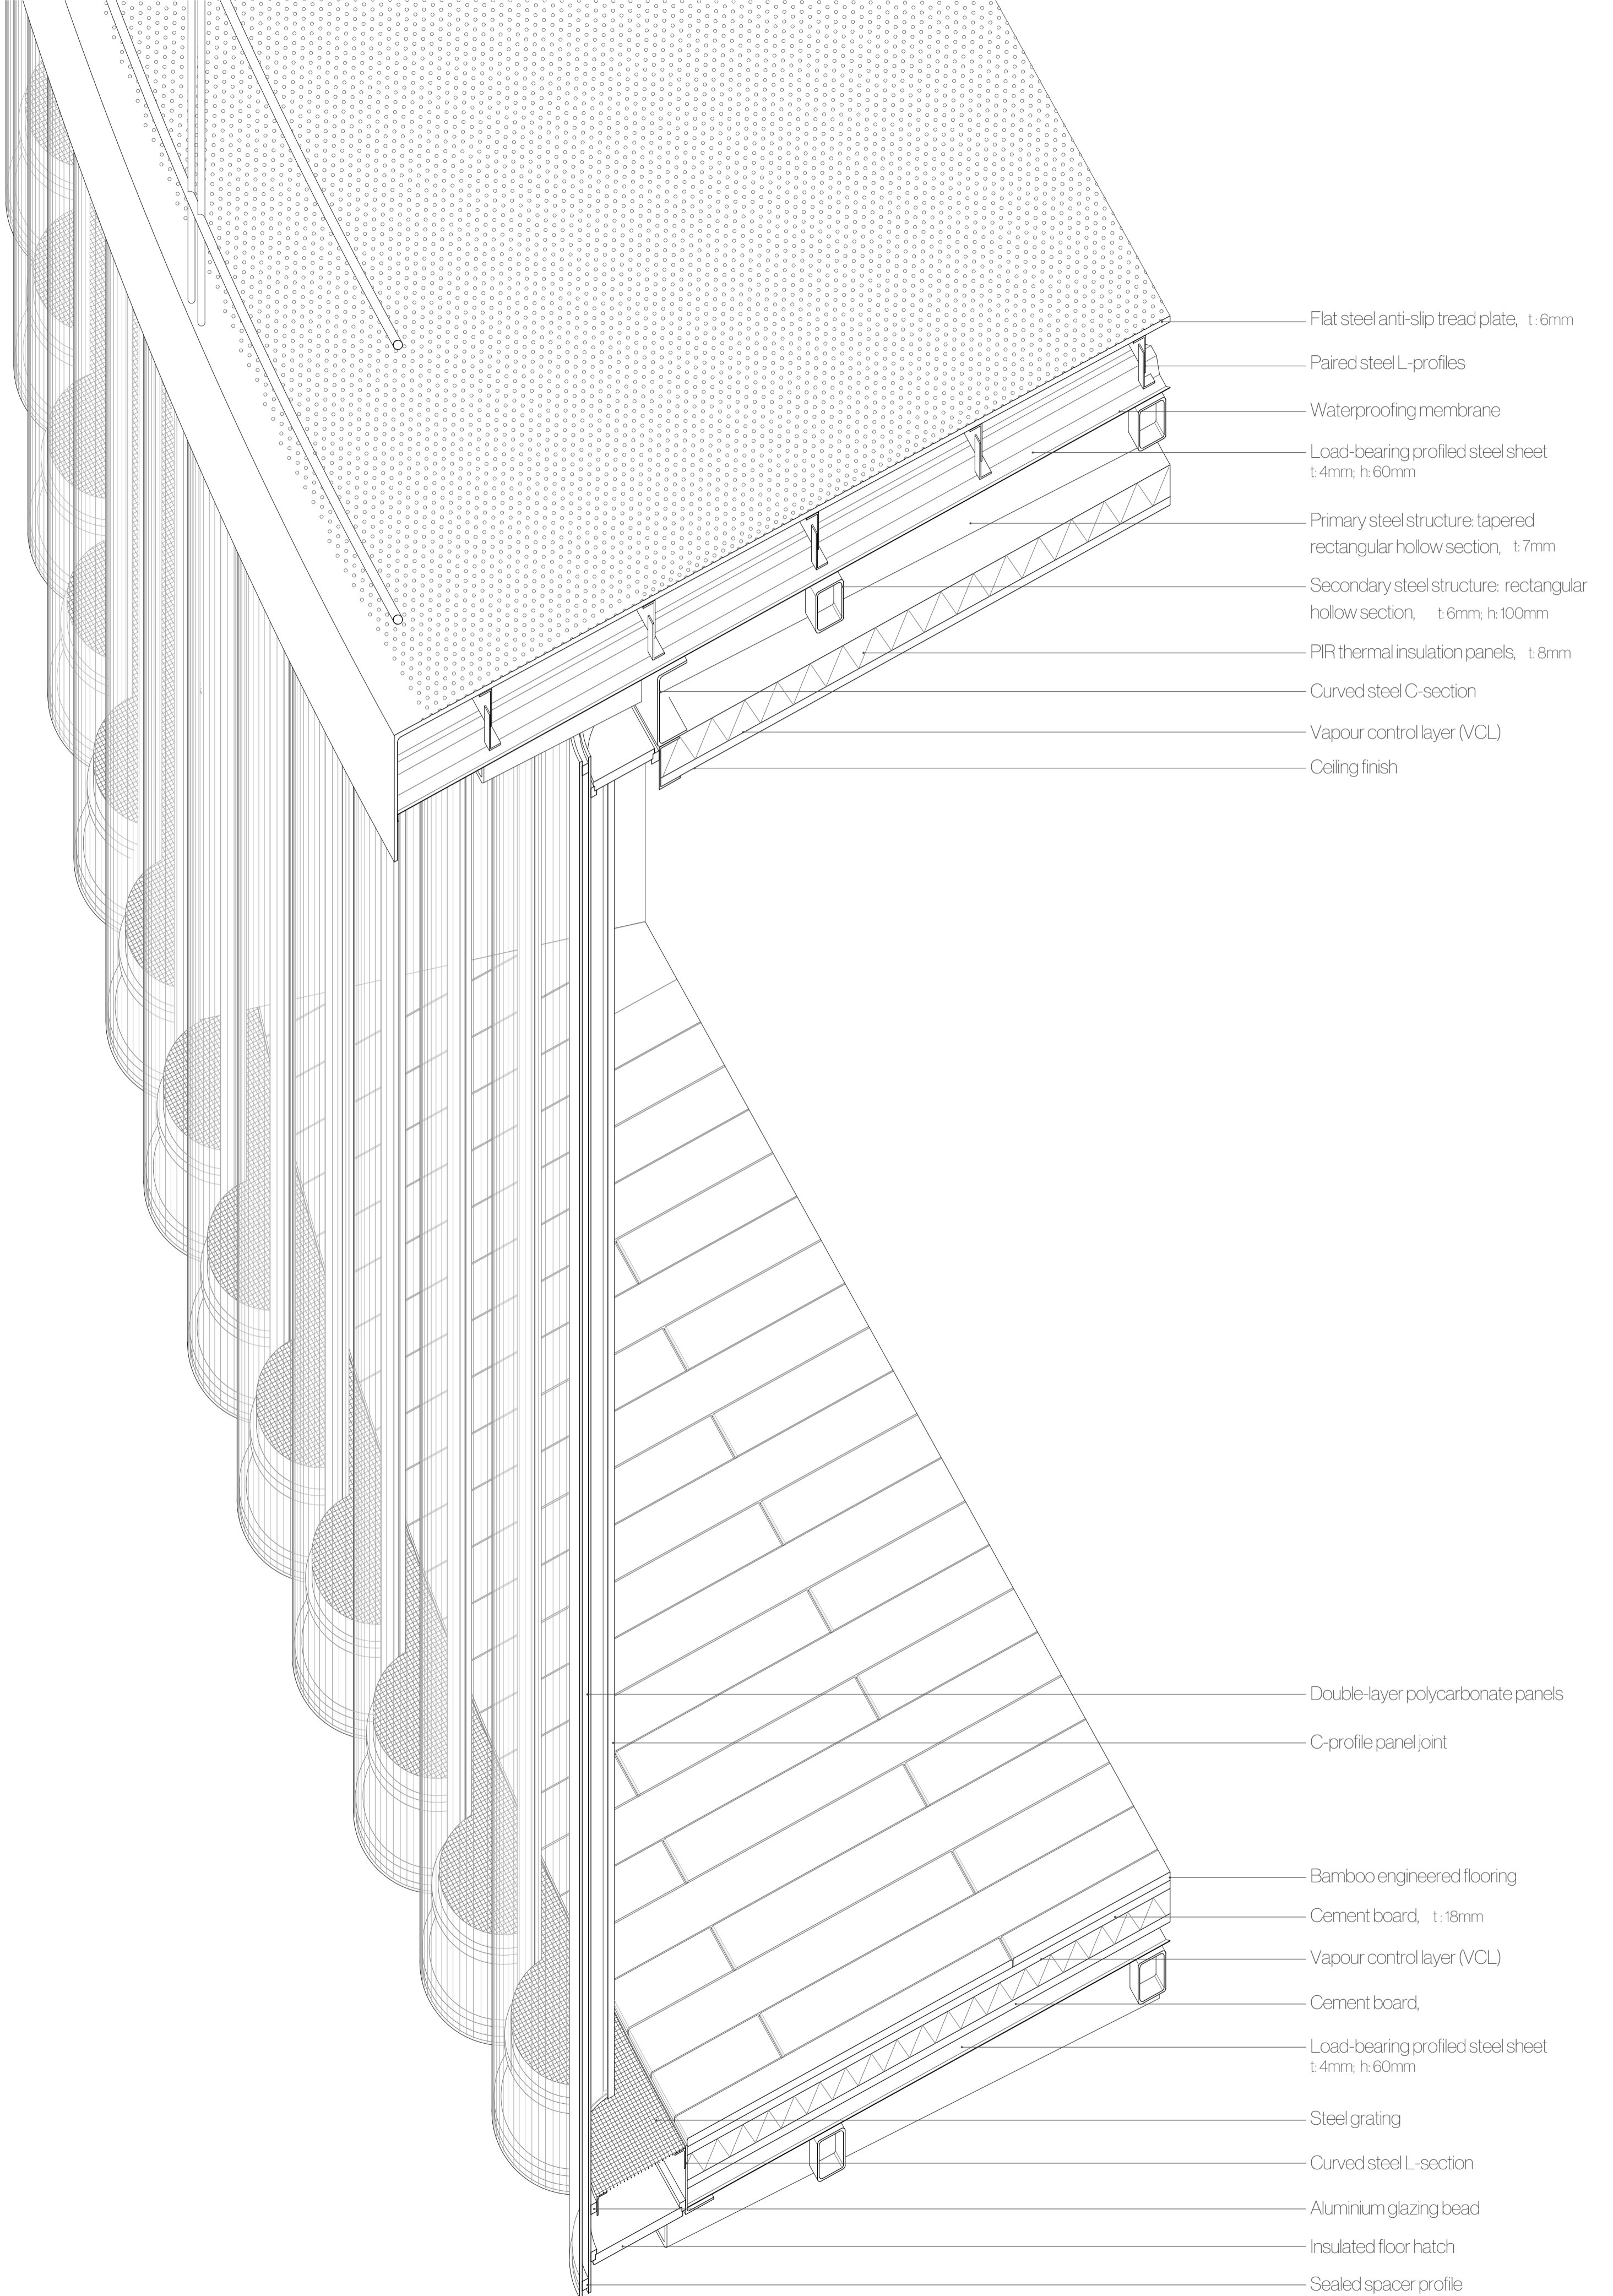 Flat steel anti-slip tread plate, t: 6mm
Paired steel L-profiles
Waterproofing membrane
Load-bearing profiled steel sheet
t: 4mm; h: 60mm
Primary steel structure: tapered
rectangular hollow section, t: 7mm
Secondary steel structure: rectangular
hollow section, t: 6mm; h: 100mm
PIR thermal insulation panels, t: 8mm
Curved steel C-section
Vapour control layer (VCL)
Ceiling finish
Double-layer polycarbonate panels
C-profile panel joint
Bamboo engineered flooring
Cement board, t: 18mm
Vapour control layer (VCL)
Cement board,
Load-bearing profiled steel sheet
t: 4mm; h: 60mm
Steel grating
Curved steel L-section
Aluminium glazing bead
Insulated floor hatch
Sealed spacer profile